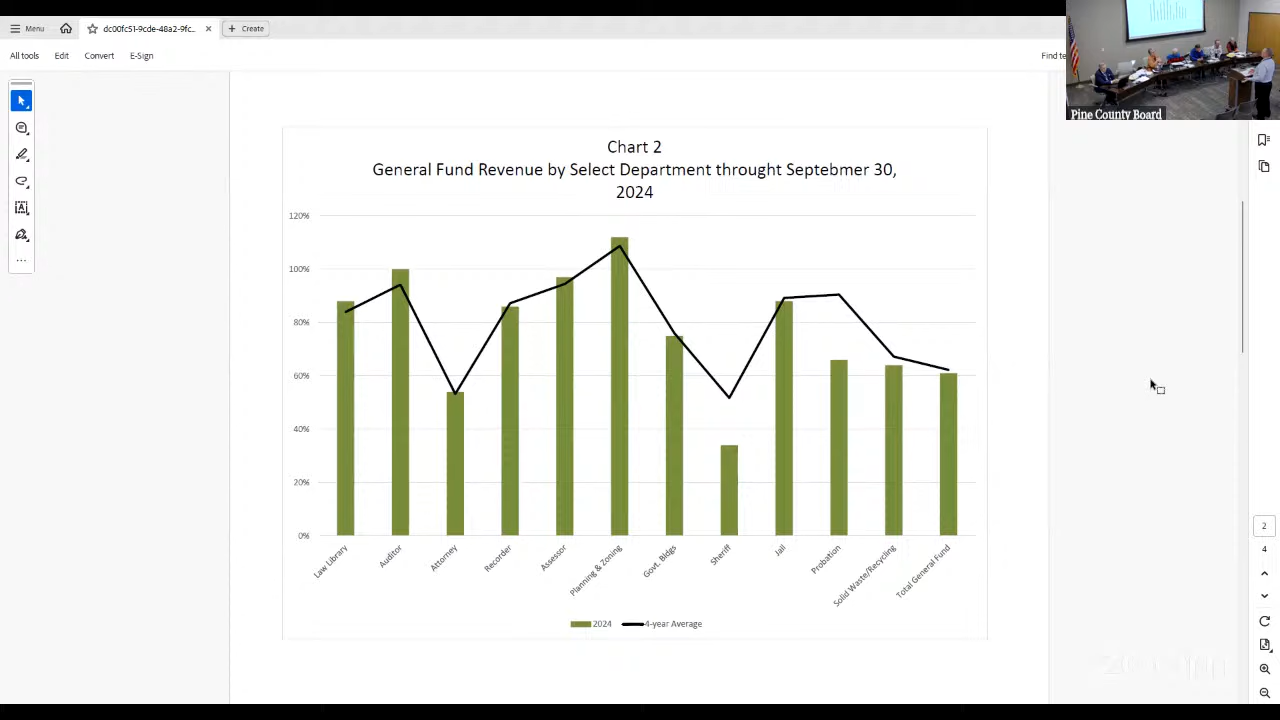 Menu
dc00fc51-9cde-48a2-9fc...
Create
All tools
Edit
Convert
E-Sign
Find te
Pine County Board
Chart 2
General Fund Revenue by Select Department throught Septebmer 30,
2024
120%
100%
80%
60%
40%
20%
0%
Law Library
Auditor
Attorney
Recorder
Assessor
Planning & Zoning
Govt. Bldgs
Sheriff
Jail
Probation
Solid Waste/Recycling
Total General Fund
2024
4-year Average
2
4
zoom